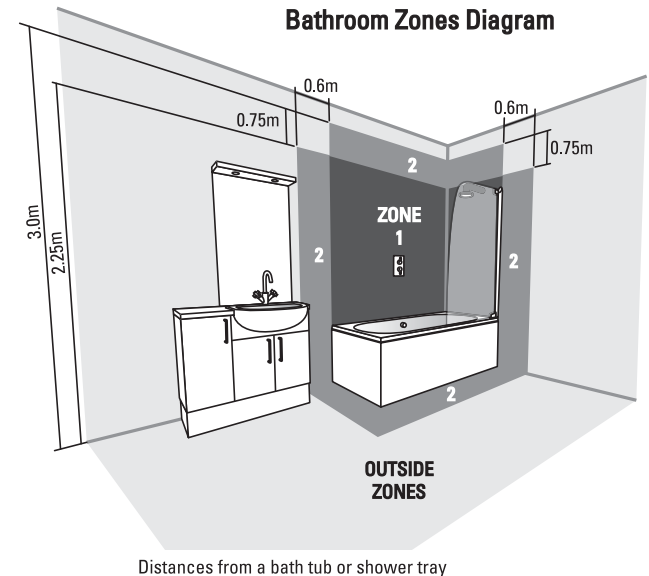 Bathroom Zones Diagram
0.6m
0.75m
0.6m
0.75m
2
ZONE
1
2
2
3.0m
2.25m
2
OUTSIDE
ZONES
Distances from a bath tub or shower tray